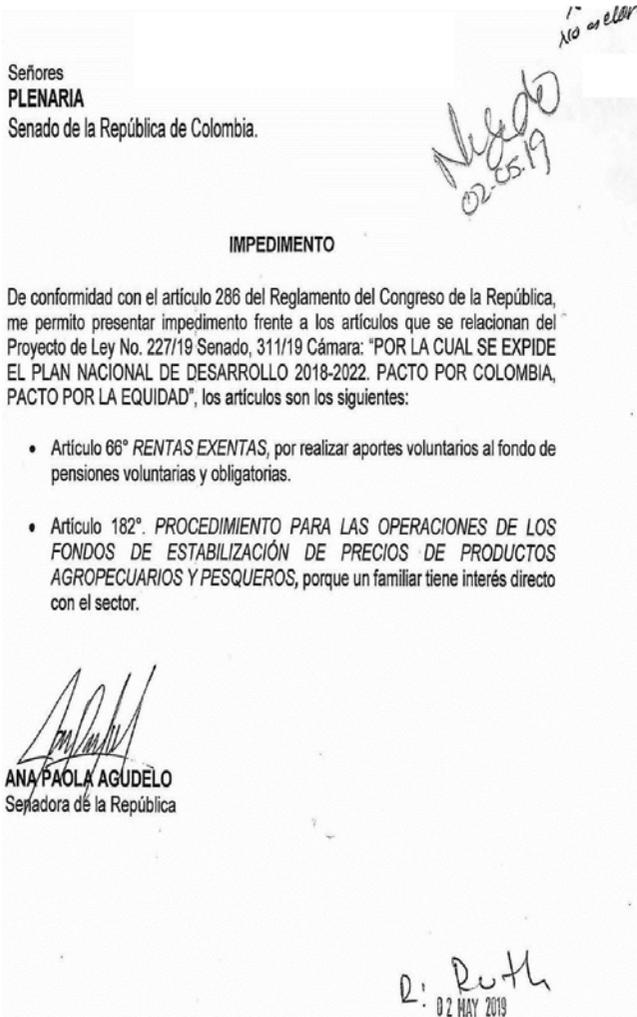 No es clar
Señores
PLENARIA
Senado de la República de Colombia.
Negado
02-05-19
IMPEDIMENTO
De conformidad con el artículo 286 del Reglamento del Congreso de la República,
me permito presentar impedimento frente a los artículos que se relacionan del
Proyecto de Ley No. 227/19 Senado, 311/19 Cámara: “POR LA CUAL SE EXPIDE
EL PLAN NACIONAL DE DESARROLLO 2018-2022. PACTO POR COLOMBIA,
PACTO POR LA EQUIDAD”, los artículos son los siguientes:
• Artículo 66° RENTAS EXENTAS, por realizar aportes voluntarios al fondo de
pensiones voluntarias y obligatorias.
• Artículo 182°. PROCEDIMIENTO PARA LAS OPERACIONES DE LOS
FONDOS DE ESTABILIZACIÓN DE PRECIOS DE PRODUCTOS
AGROPECUARIOS Y PESQUEROS, porque un familiar tiene interés directo
con el sector.
ANA PAOLA AGUDELO
Senadora de la República
R: Ruth
02 MAY 2019